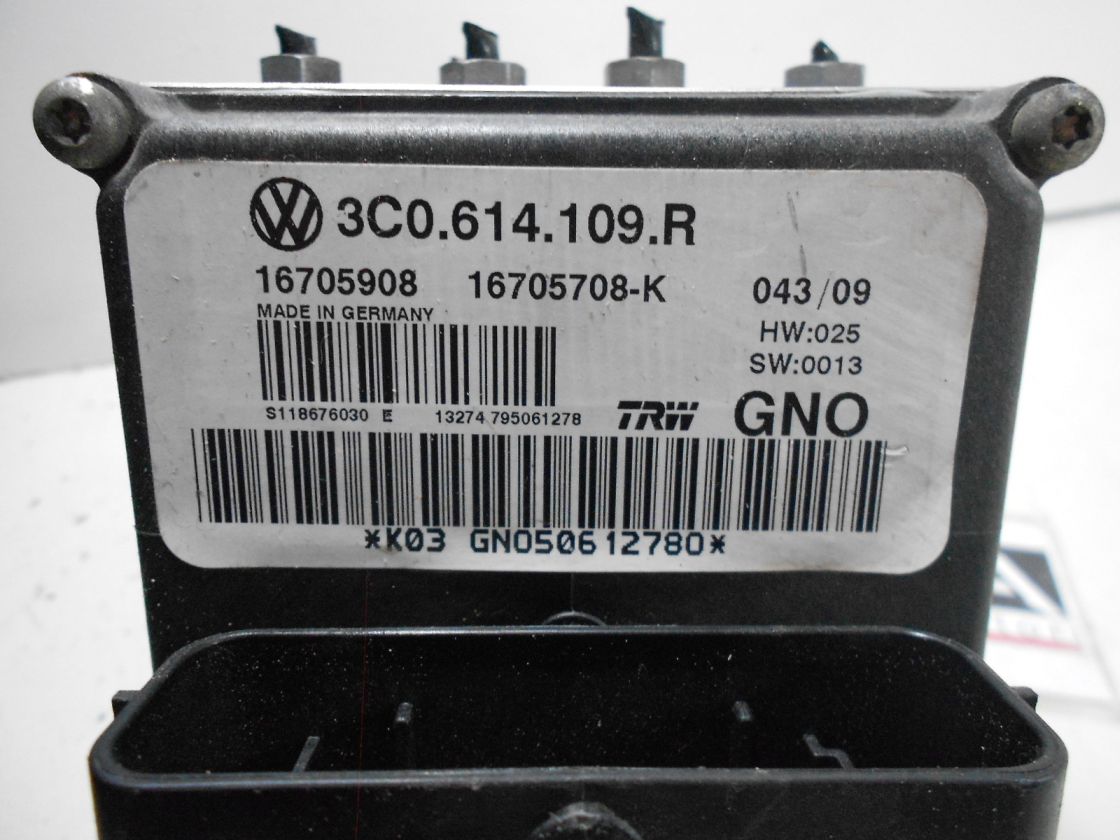 3C0.614.109.R
16705908 16705708-K 043/09
MADE IN GERMANY
HW:025
SW:0013
S118676030 E 13274 795061278 TRW GNO
*K03 GNO50612780*